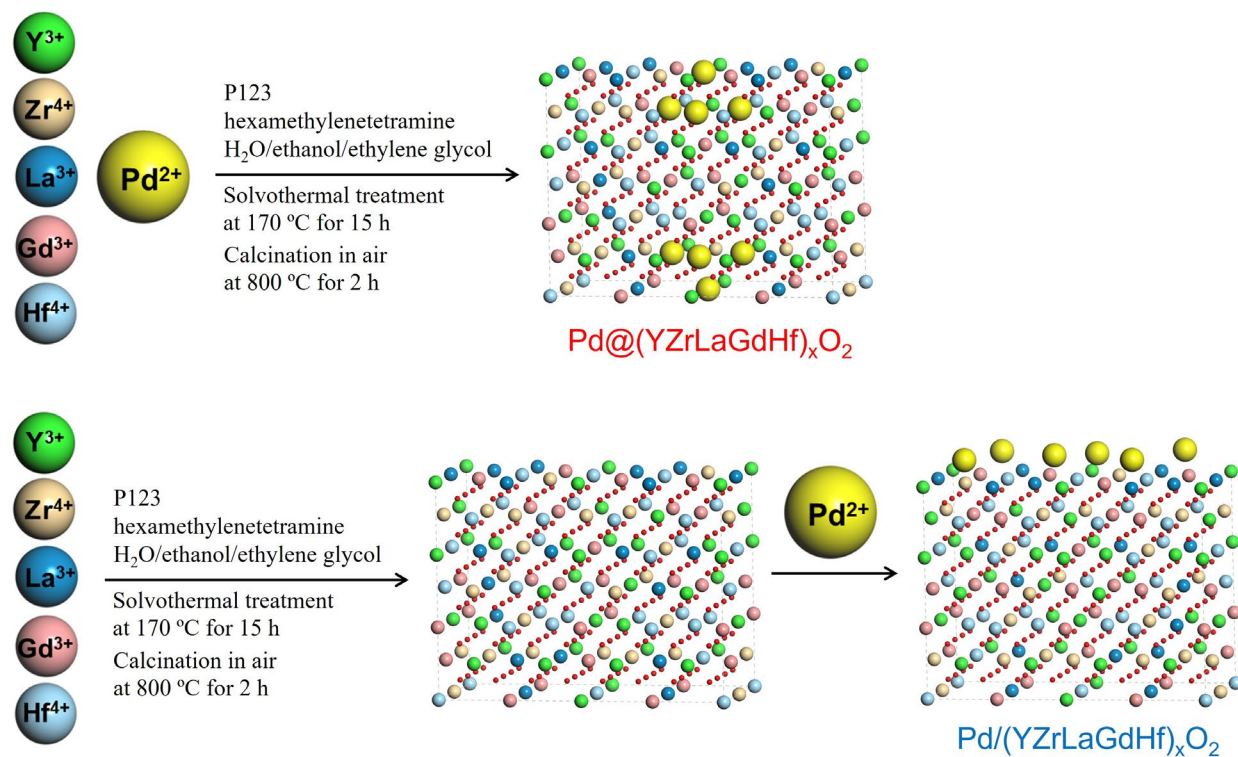 Y³⁺
Zr⁴⁺
La³⁺
Gd³⁺
Hf⁴⁺
Pd²⁺
P123
hexamethylenetetramine
H₂O/ethanol/ethylene glycol
Solvothermal treatment
at 170 ºC for 15 h
Calcination in air
at 800 ºC for 2 h
Pd@(YZrLaGdHf)ₓO₂
Y³⁺
Zr⁴⁺
La³⁺
Gd³⁺
Hf⁴⁺
P123
hexamethylenetetramine
H₂O/ethanol/ethylene glycol
Solvothermal treatment
at 170 ºC for 15 h
Calcination in air
at 800 ºC for 2 h
Pd²⁺
Pd/(YZrLaGdHf)ₓO₂